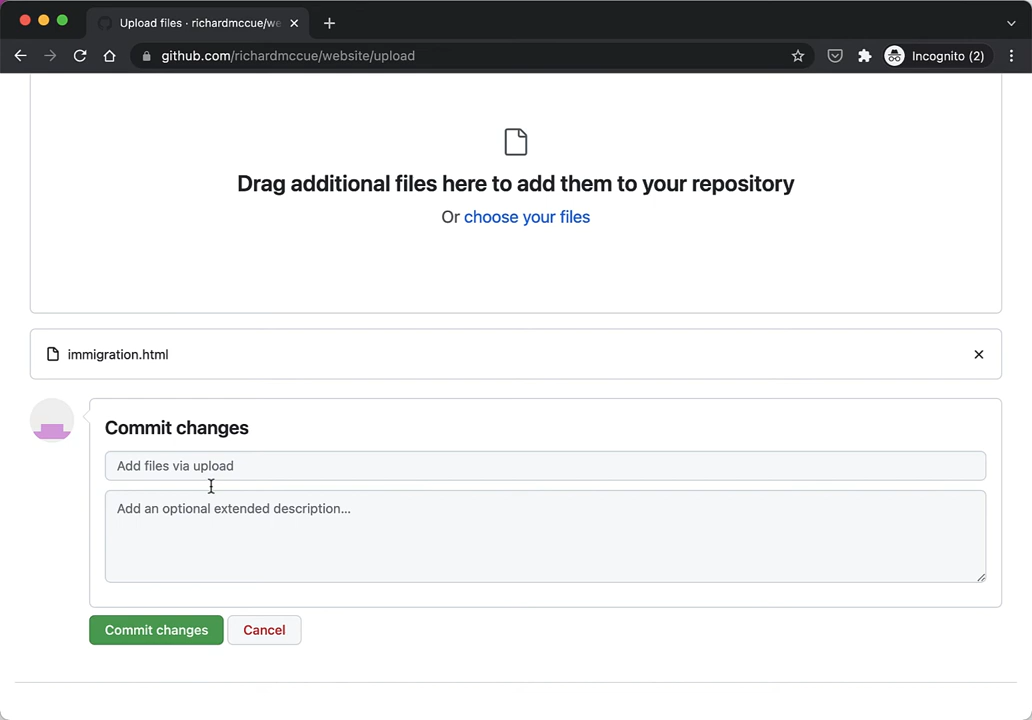 Upload files · richardmccue/we
github.com/richardmccue/website/upload
Incognito (2)
Drag additional files here to add them to your repository
Or choose your files
immigration.html
Commit changes
Add files via upload
Add an optional extended description...
Commit changes
Cancel